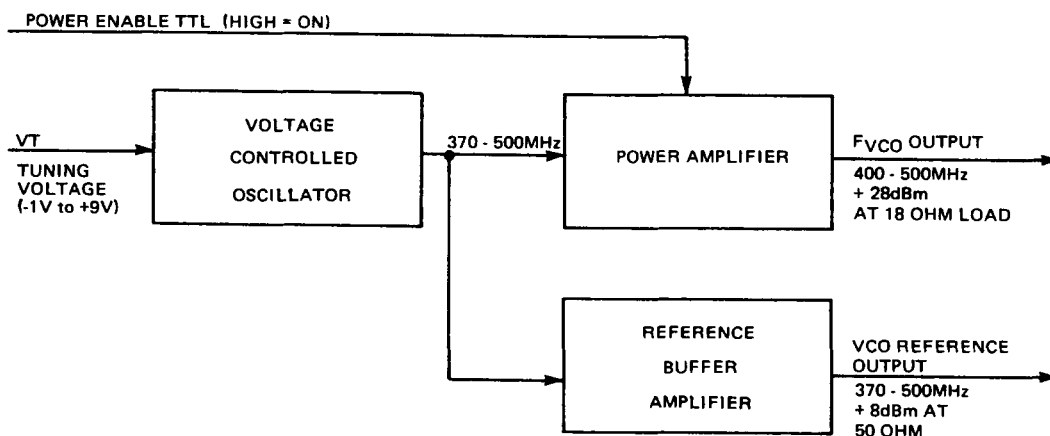 POWER ENABLE TTL (HIGH = ON)
VT
TUNING
VOLTAGE
(-1V to +9V)
VOLTAGE
CONTROLLED
OSCILLATOR
370 - 500MHz
POWER AMPLIFIER
FVCO OUTPUT
400 - 500MHz
+ 28dBm
AT 18 OHM LOAD
REFERENCE
BUFFER
AMPLIFIER
VCO REFERENCE
OUTPUT
370 - 500MHz
+ 8dBm AT
50 OHM